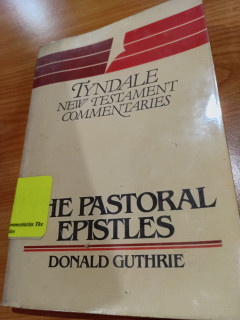 TYNDALE
NEW TESTAMENT
COMMENTARIES
THE PASTORAL
EPISTLES
DONALD GUTHRIE